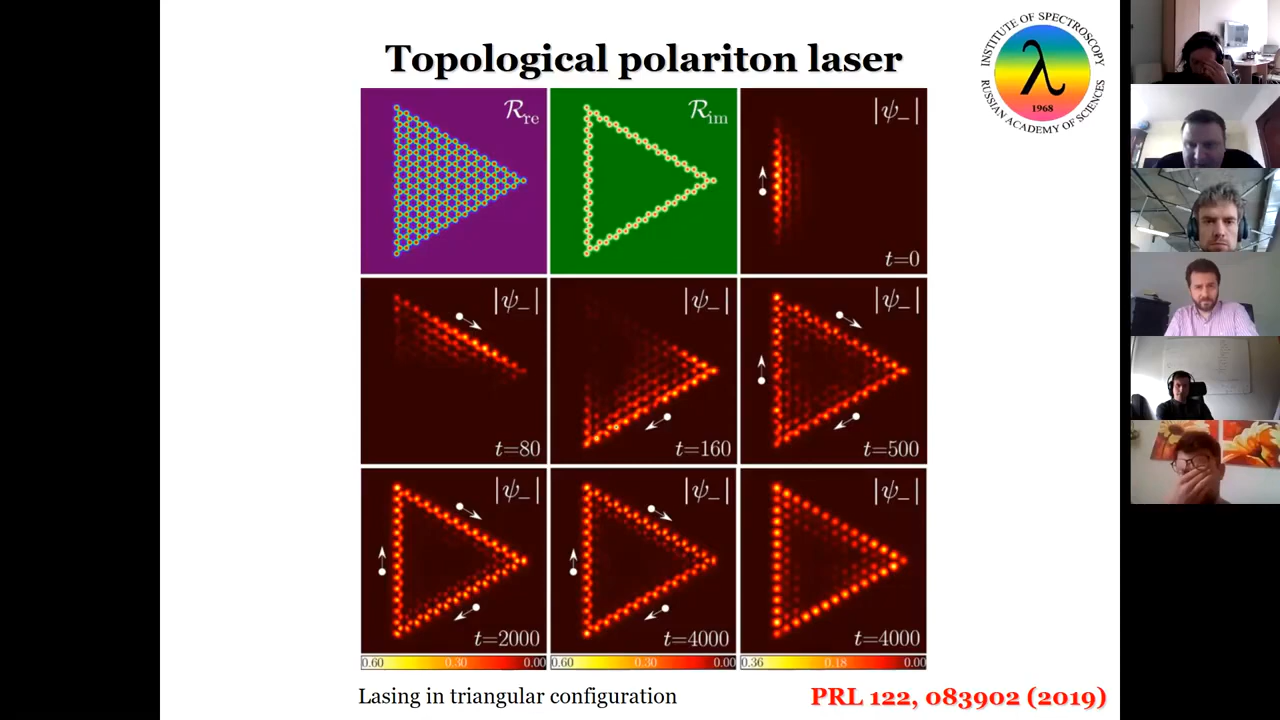 Topological polariton laser
INSTITUTE OF SPECTROSCOPY
RUSSIAN ACADEMY OF SCIENCES
λ
1968
ℛre
ℛim
|ψ₋|
t=0
|ψ₋|
t=80
|ψ₋|
t=160
|ψ₋|
t=500
|ψ₋|
t=2000
|ψ₋|
t=4000
|ψ₋|
t=4000
0.60 0.30 0.00
0.60 0.30 0.00
0.36 0.18 0.00
Lasing in triangular configuration
PRL 122, 083902 (2019)